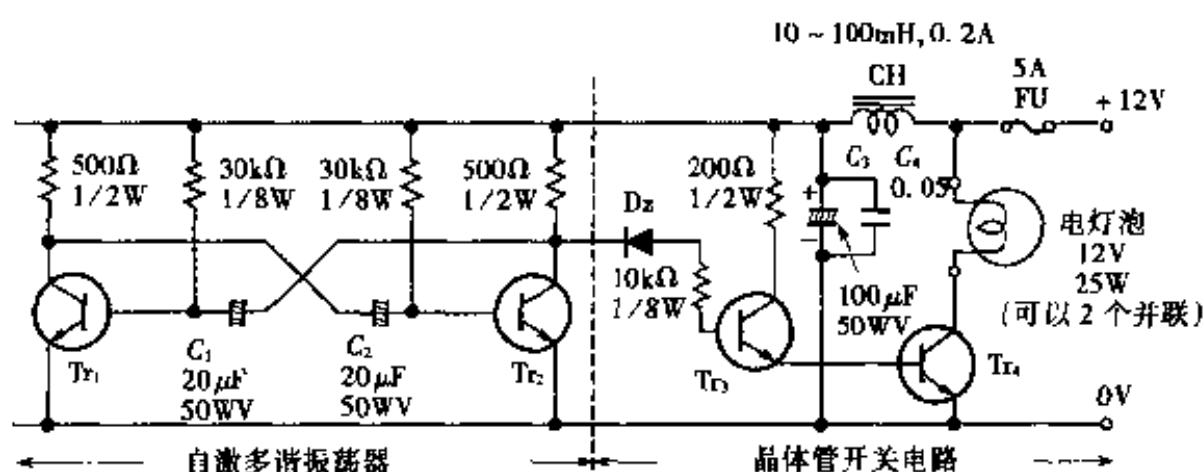 10 ~ 100mH, 0.2A
CH
5A
FU
+12V
500Ω
1/2W
30kΩ
1/8W
30kΩ
1/8W
500Ω
1/2W
Dz
10kΩ
1/8W
200Ω
1/2W
C₃
C₄
0.05
+
−
100μF
50WV
电灯泡
12V
25W
(可以2个并联)
Tr₁
C₁
20μF
50WV
C₂
20μF
50WV
Tr₂
Tr₃
Tr₄
0V
自激多谐振荡器
晶体管开关电路